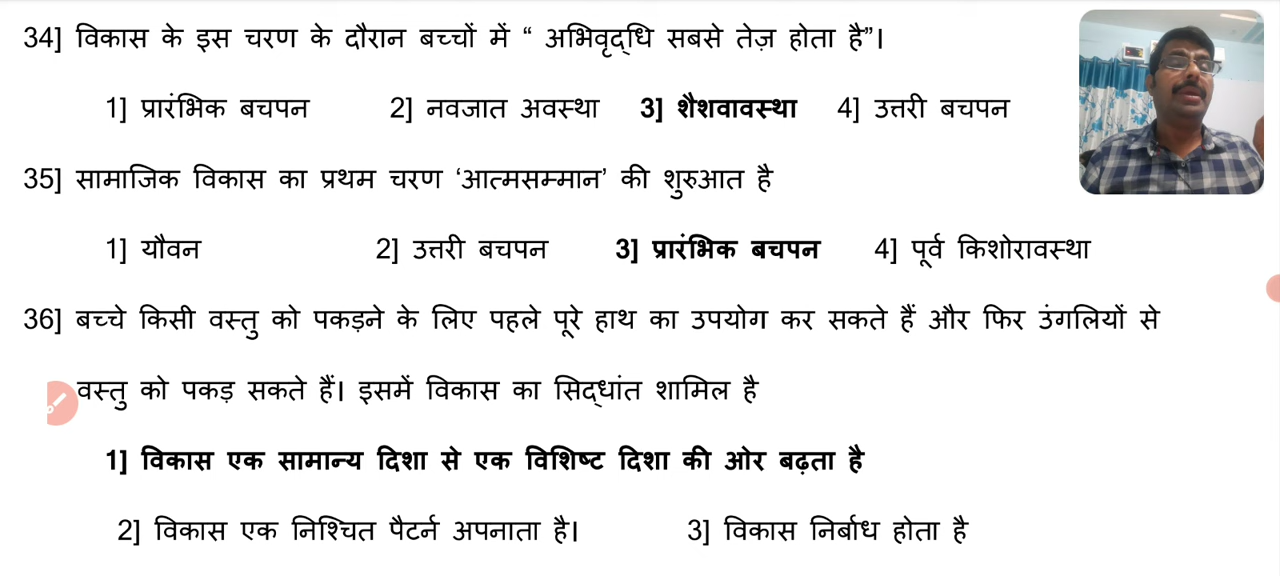 34] विकास के इस चरण के दौरान बच्चों में “ अभिवृद्धि सबसे तेज़ होता है”।
1] प्रारंभिक बचपन 2] नवजात अवस्था 3] शैशवावस्था 4] उत्तरी बचपन
35] सामाजिक विकास का प्रथम चरण ‘आत्मसम्मान’ की शुरुआत है
1] यौवन 2] उत्तरी बचपन 3] प्रारंभिक बचपन 4] पूर्व किशोरावस्था
36] बच्चे किसी वस्तु को पकड़ने के लिए पहले पूरे हाथ का उपयोग कर सकते हैं और फिर उंगलियों से
वस्तु को पकड़ सकते हैं। इसमें विकास का सिद्धांत शामिल है
1] विकास एक सामान्य दिशा से एक विशिष्ट दिशा की ओर बढ़ता है
2] विकास एक निश्चित पैटर्न अपनाता है। 3] विकास निर्बाध होता है